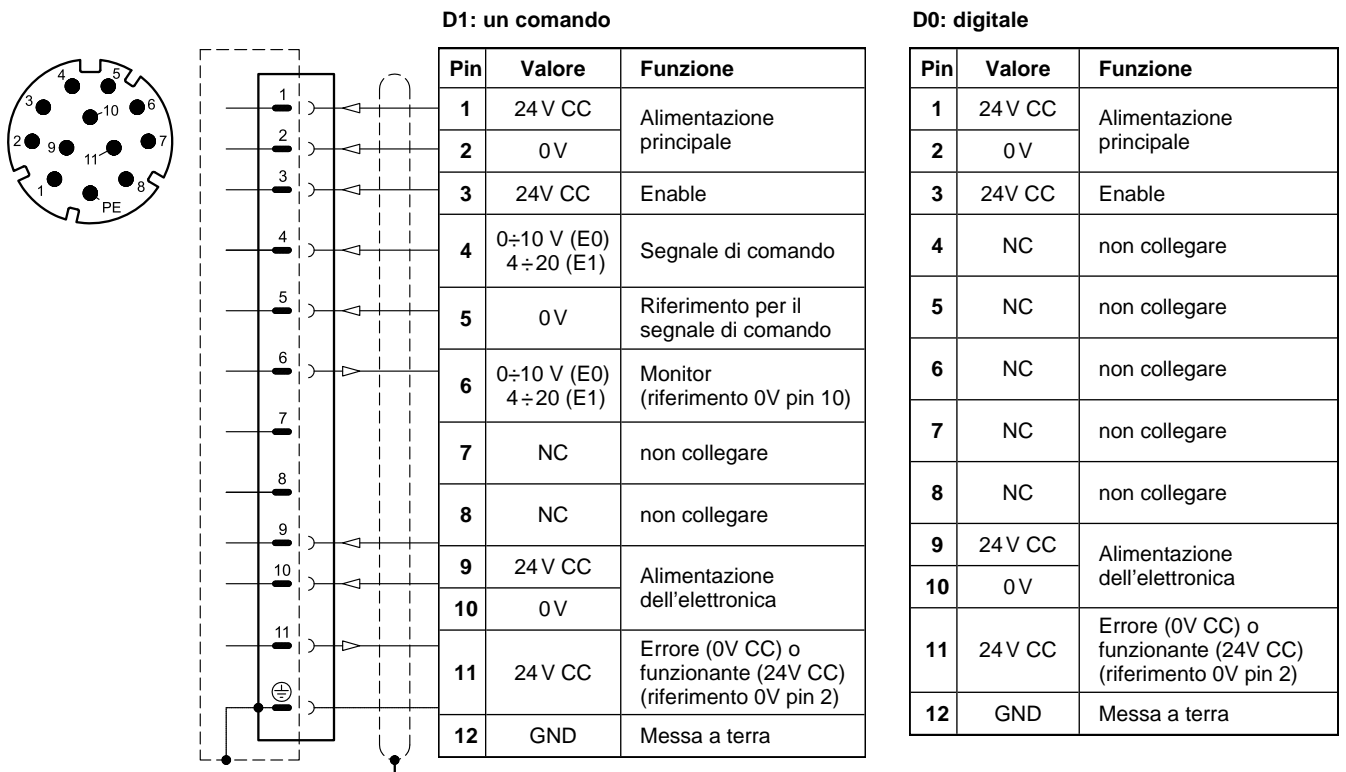 D1: un comando
D0: digitale
4
5
3
10
6
2
9
11
7
1
8
PE
1
2
3
4
5
6
7
8
9
10
11
Pin Valore Funzione
1 24 V CC Alimentazione principale
2 0 V
3 24V CC Enable
4 0÷10 V (E0) Segnale di comando
4÷20 (E1)
5 0 V Riferimento per il
segnale di comando
6 0÷10 V (E0) Monitor
4÷20 (E1) (riferimento 0V pin 10)
7 NC non collegare
8 NC non collegare
9 24 V CC Alimentazione
dell'elettronica
10 0 V
11 24 V CC Errore (0V CC) o
funzionante (24V CC)
(riferimento 0V pin 2)
12 GND Messa a terra
Pin Valore Funzione
1 24 V CC Alimentazione
principale
2 0 V
3 24V CC Enable
4 NC non collegare
5 NC non collegare
6 NC non collegare
7 NC non collegare
8 NC non collegare
9 24 V CC Alimentazione
dell'elettronica
10 0 V
11 24 V CC Errore (0V CC) o
funzionante (24V CC)
(riferimento 0V pin 2)
12 GND Messa a terra